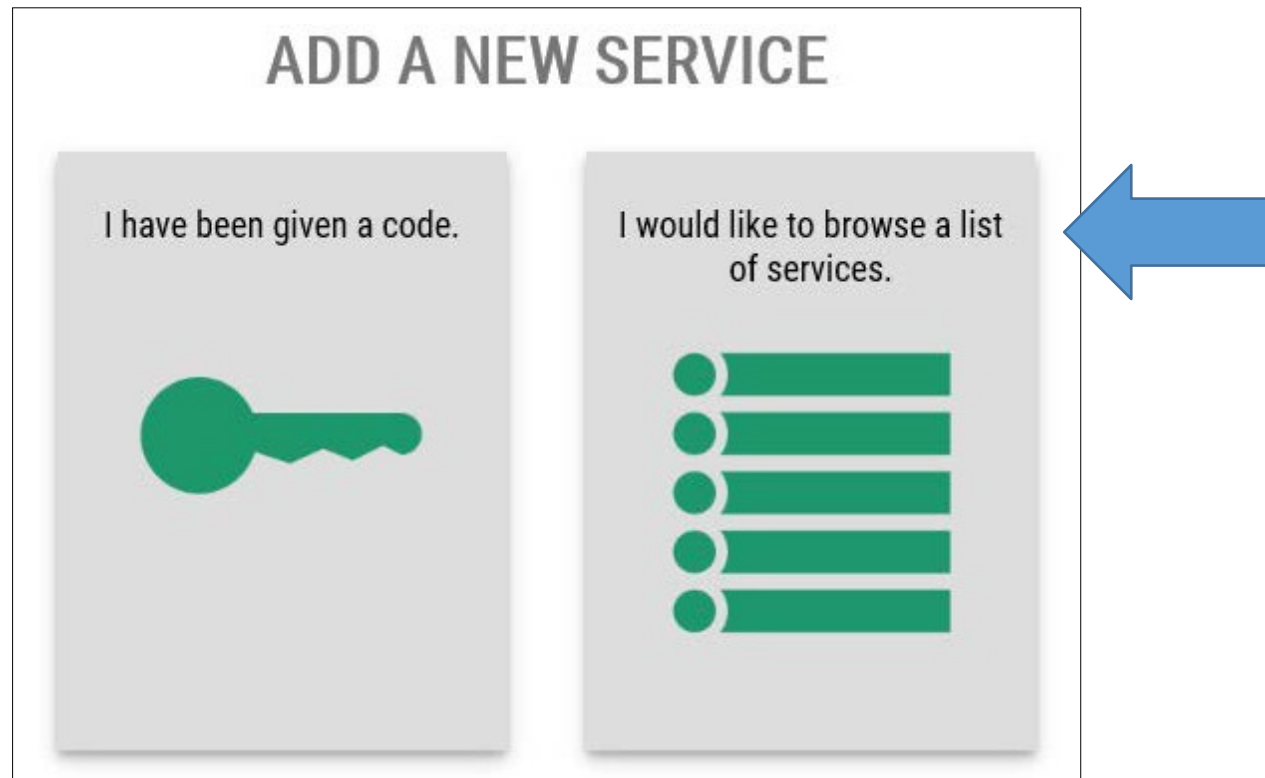 ADD A NEW SERVICE
I have been given a code.
I would like to browse a list
of services.